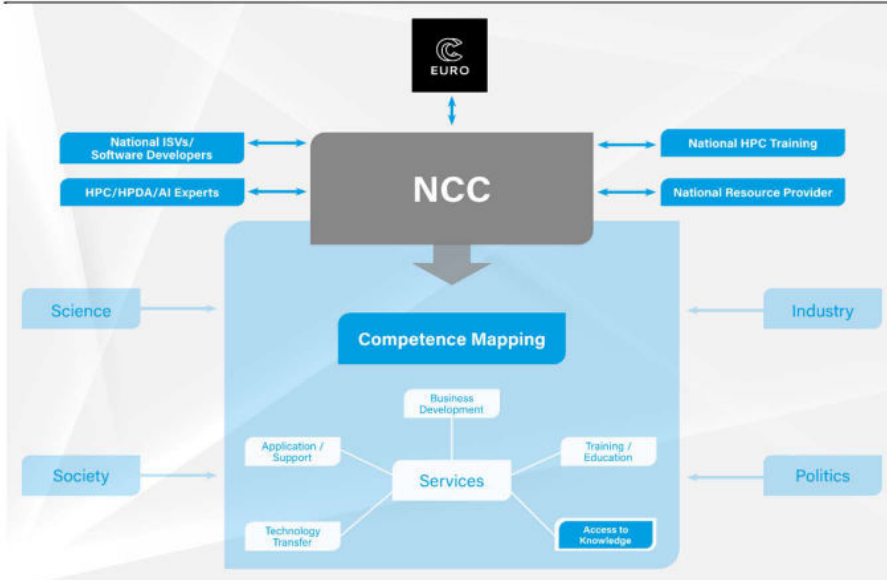 EURO
National ISVs/
Software Developers
National HPC Training
NCC
HPC/HPDA/AI Experts
National Resource Provider
Science
Industry
Competence Mapping
Business
Development
Application /
Support
Training /
Education
Society
Services
Politics
Technology
Transfer
Access to
Knowledge